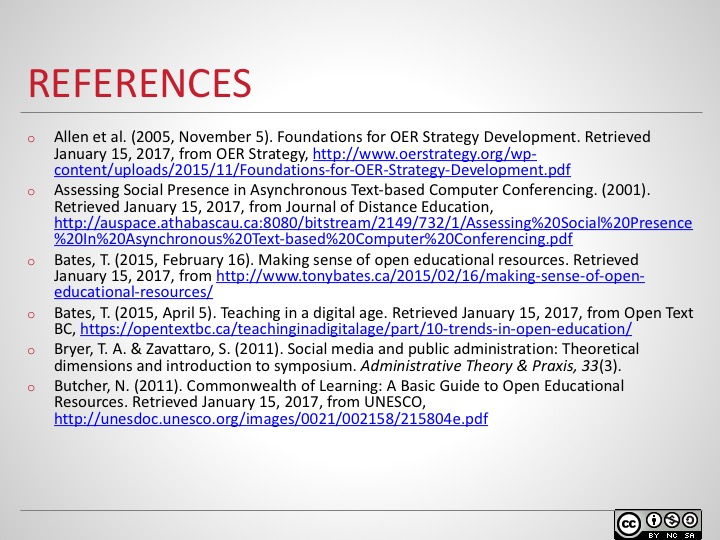 REFERENCES
o Allen et al. (2005, November 5). Foundations for OER Strategy Development. Retrieved
January 15, 2017, from OER Strategy, http://www.oerstrategy.org/wp-
content/uploads/2015/11/Foundations-for-OER-Strategy-Development.pdf
o Assessing Social Presence in Asynchronous Text-based Computer Conferencing. (2001).
Retrieved January 15, 2017, from Journal of Distance Education,
http://auspace.athabascau.ca:8080/bitstream/2149/732/1/Assessing%20Social%20Presence
%20In%20Asynchronous%20Text-based%20Computer%20Conferencing.pdf
o Bates, T. (2015, February 16). Making sense of open educational resources. Retrieved
January 15, 2017, from http://www.tonybates.ca/2015/02/16/making-sense-of-open-
educational-resources/
o Bates, T. (2015, April 5). Teaching in a digital age. Retrieved January 15, 2017, from Open Text
BC, https://opentextbc.ca/teachinginadigitalage/part/10-trends-in-open-education/
o Bryer, T. A. & Zavattaro, S. (2011). Social media and public administration: Theoretical
dimensions and introduction to symposium. Administrative Theory & Praxis, 33(3).
o Butcher, N. (2011). Commonwealth of Learning: A Basic Guide to Open Educational
Resources. Retrieved January 15, 2017, from UNESCO,
http://unesdoc.unesco.org/images/0021/002158/215804e.pdf
cc
BY NC SA